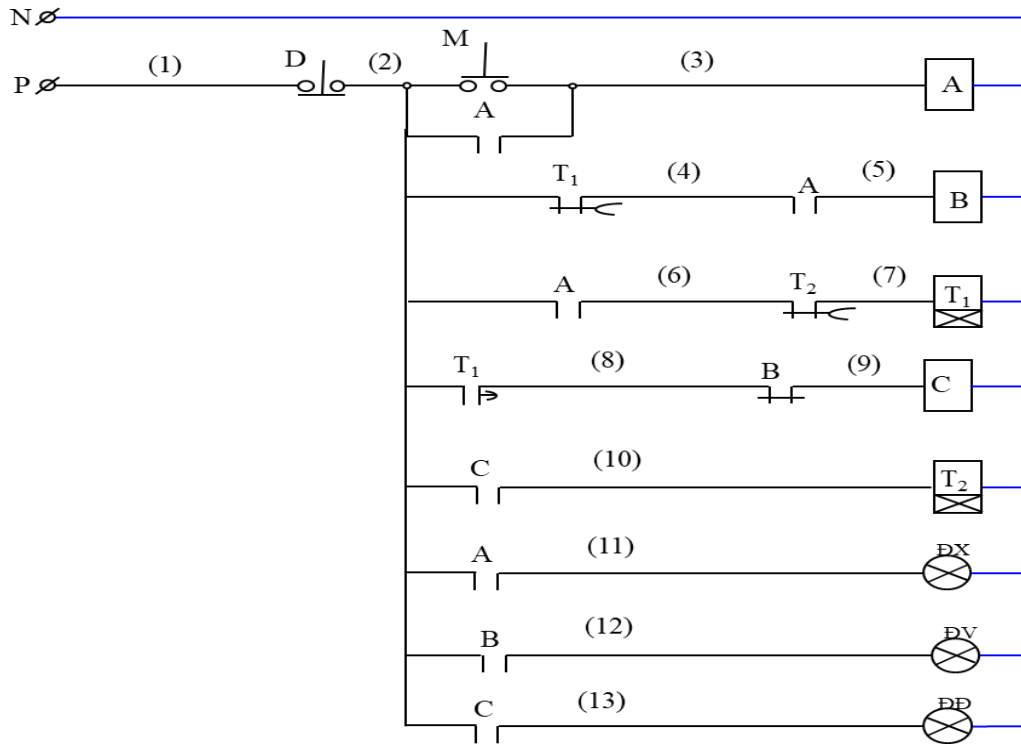 N
(1) D (2) M (3)
P A
A
T₁ (4) A (5) B
A (6) T₂ (7) T₁
T₁ (8) B (9) C
C (10) T₂
A (11) ĐX
B (12) ĐV
C (13) ĐĐ